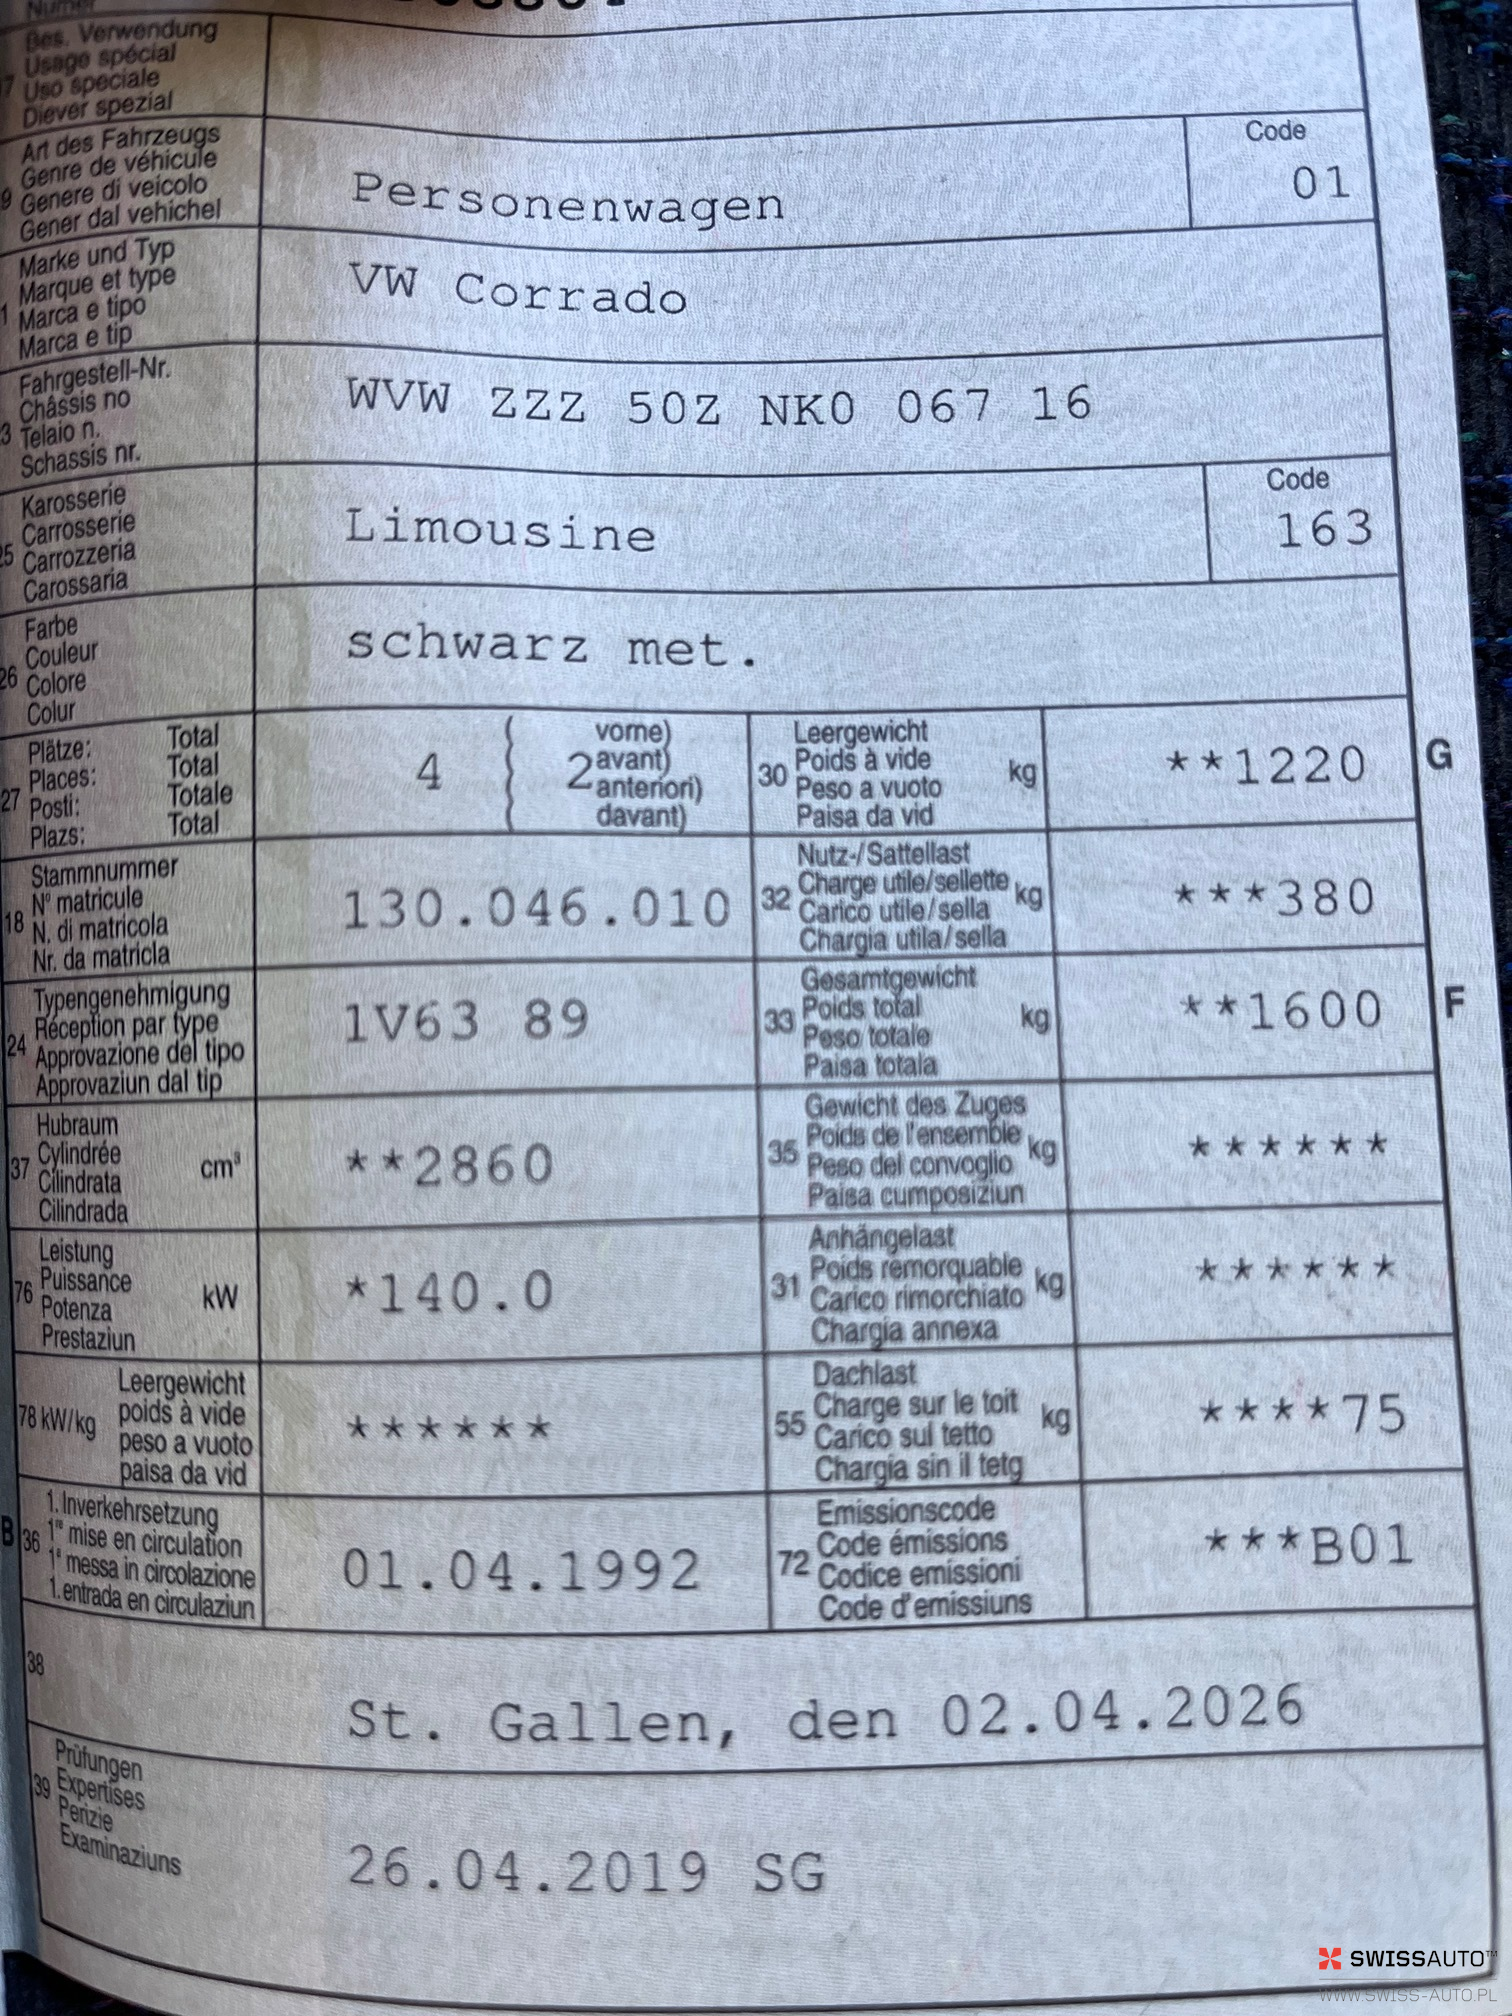 Numer
17 Bes. Verwendung
Usage spécial
Uso speciale
Diever spezial
19 Art des Fahrzeugs
Genre de véhicule
Genere di veicolo
Gener dal vehichel
Personenwagen
Code
01
21 Marke und Typ
Marque et type
Marca e tipo
Marca e tip
VW Corrado
23 Fahrgestell-Nr.
Châssis no
Telaio n.
Schassis nr.
WVW ZZZ 50Z NK0 067 16
25 Karosserie
Carrosserie
Carrozzeria
Carossaria
Limousine
Code
163
26 Farbe
Couleur
Colore
Colur
schwarz met.
27 Plätze: Total
Places: Total
Posti: Totale
Plazs: Total
4 { 2 vorne)
avant)
anteriori)
davant)
30 Leergewicht
Poids à vide
Peso a vuoto
Paisa da vid
kg
**1220
G
18 Stammnummer
N° matricule
N. di matricola
Nr. da matricla
130.046.010
32 Nutz-/Sattellast
Charge utile/sellette
Carico utile/sella
Chargia utila/sella
kg
***380
24 Typengenehmigung
Réception par type
Approvazione del tipo
Approvaziun dal tip
1V63 89
33 Gesamtgewicht
Poids total
Peso totale
Paisa totala
kg
**1600
F
37 Hubraum
Cylindrée
Cilindrata
Cilindrada
cm³
**2860
35 Gewicht des Zuges
Poids de l'ensemble
Peso del convoglio
Paisa cumposiziun
kg
******
76 Leistung
Puissance
Potenza
Prestaziun
kW
*140.0
31 Anhängelast
Poids remorquable
Carico rimorchiato
Chargia annexa
kg
******
78 kW/kg Leergewicht
poids à vide
peso a vuoto
paisa da vid
******
55 Dachlast
Charge sur le toit
Carico sul tetto
Chargia sin il tetg
kg
****75
B 36 1. Inverkehrsetzung
1re mise en circulation
1a messa in circolazione
1. entrada en circulaziun
01.04.1992
72 Emissionscode
Code émissions
Codice emissioni
Code d'emissiuns
***B01
38
St. Gallen, den 02.04.2026
39 Prüfungen
Expertises
Perizie
Examinaziuns
26.04.2019 SG
SWISSAUTO™
WWW.SWISS-AUTO.PL